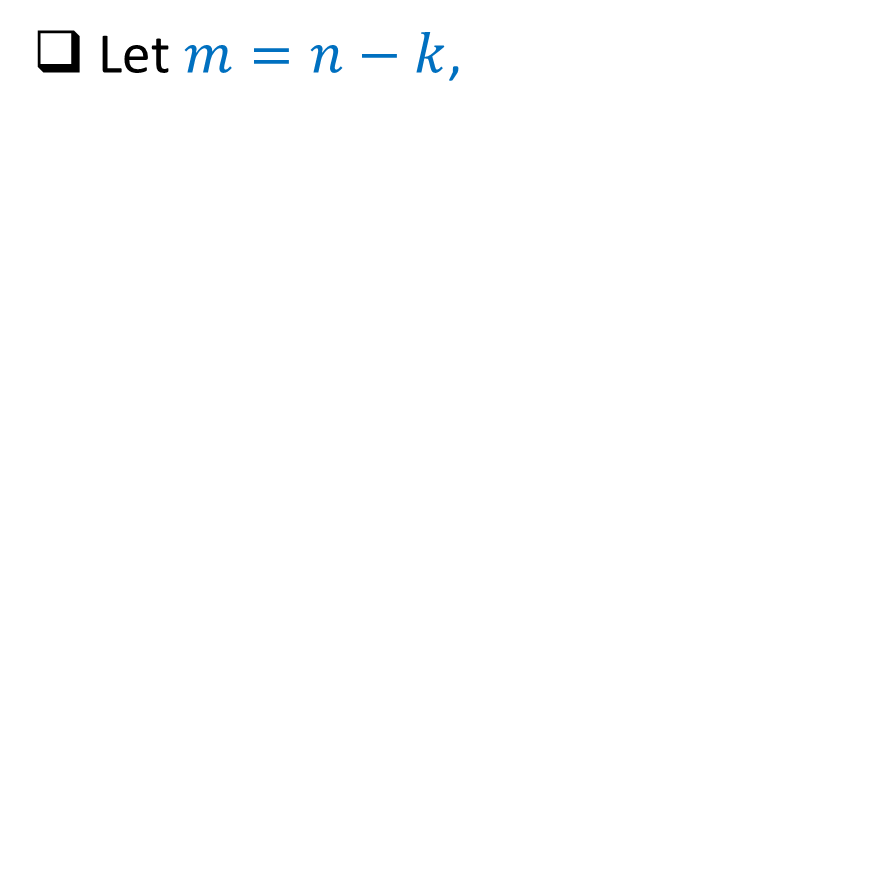 ❑ Let 𝑚 = 𝑛 − 𝑘,